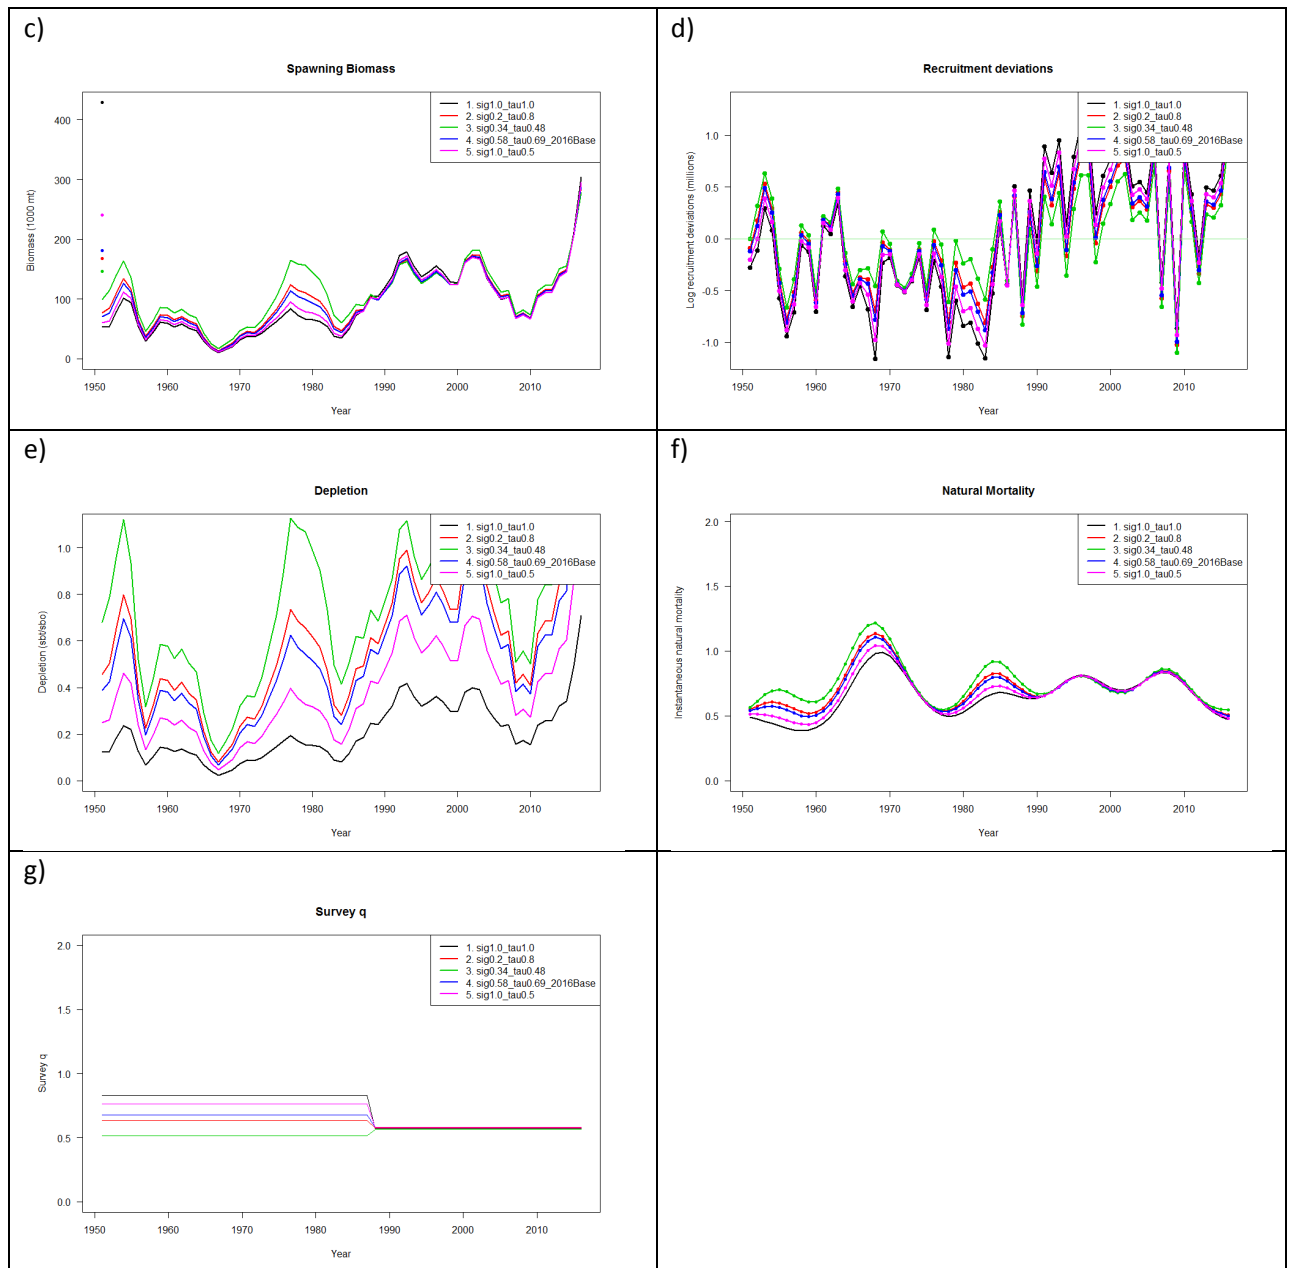 c)
Spawning Biomass
1. sig1.0_tau1.0
2. sig0.2_tau0.8
3. sig0.34_tau0.48
4. sig0.58_tau0.69_2016Base
5. sig1.0_tau0.5
Biomass (1000 mt)
400
300
200
100
0
1950 1960 1970 1980 1990 2000 2010
Year
d)
Recruitment deviations
1. sig1.0_tau1.0
2. sig0.2_tau0.8
3. sig0.34_tau0.48
4. sig0.58_tau0.69_2016Base
5. sig1.0_tau0.5
Log recruitment deviations (millions)
1.0
0.5
0.0
-0.5
-1.0
1950 1960 1970 1980 1990 2000 2010
Year
e)
Depletion
1. sig1.0_tau1.0
2. sig0.2_tau0.8
3. sig0.34_tau0.48
4. sig0.58_tau0.69_2016Base
5. sig1.0_tau0.5
Depletion (sbt/sbo)
1.0
0.8
0.6
0.4
0.2
0.0
1950 1960 1970 1980 1990 2000 2010
Year
f)
Natural Mortality
1. sig1.0_tau1.0
2. sig0.2_tau0.8
3. sig0.34_tau0.48
4. sig0.58_tau0.69_2016Base
5. sig1.0_tau0.5
Instantaneous natural mortality
2.0
1.5
1.0
0.5
0.0
1950 1960 1970 1980 1990 2000 2010
Year
g)
Survey q
1. sig1.0_tau1.0
2. sig0.2_tau0.8
3. sig0.34_tau0.48
4. sig0.58_tau0.69_2016Base
5. sig1.0_tau0.5
Survey q
2.0
1.5
1.0
0.5
0.0
1950 1960 1970 1980 1990 2000 2010
Year